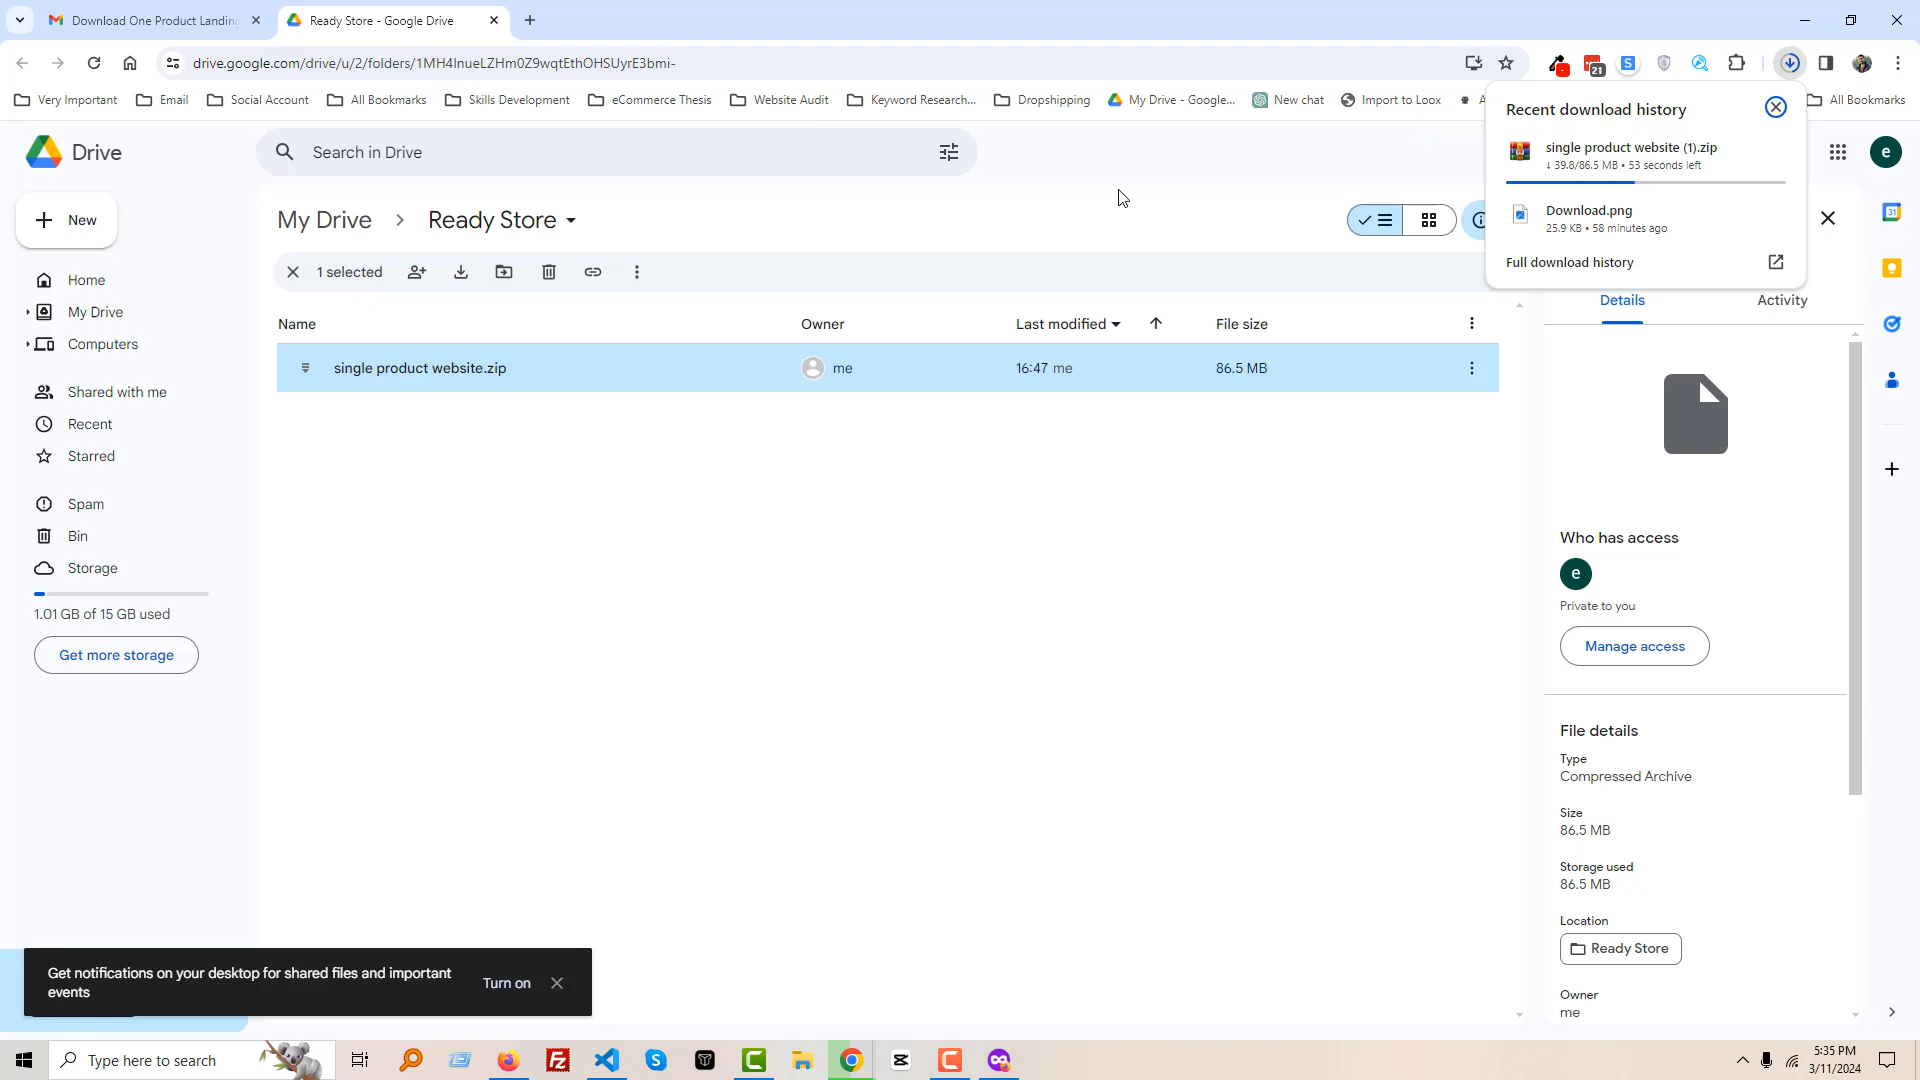 Download One Product Landing
Ready Store - Google Drive
drive.google.com/drive/u/2/folders/1MH4lnueLZHm0Z9wqtEthOHSUyrE3bmi-
21
Very Important
Email
Social Account
All Bookmarks
Skills Development
eCommerce Thesis
Website Audit
Keyword Research...
Dropshipping
My Drive - Google...
New chat
Import to Loox
All Bookmarks
Recent download history
single product website (1).zip
↓ 39.8/86.5 MB • 53 seconds left
Download.png
25.9 KB • 58 minutes ago
Full download history
Drive
Search in Drive
e
New
My Drive
Ready Store
31
1 selected
Home
My Drive
Computers
Shared with me
Recent
Starred
Spam
Bin
Storage
1.01 GB of 15 GB used
Get more storage
Name
Owner
Last modified
File size
single product website.zip
me
16:47 me
86.5 MB
Details
Activity
Who has access
e
Private to you
Manage access
File details
Type
Compressed Archive
Size
86.5 MB
Storage used
86.5 MB
Location
Ready Store
Owner
me
Get notifications on your desktop for shared files and important
events
Turn on
Type here to search
5:35 PM
3/11/2024